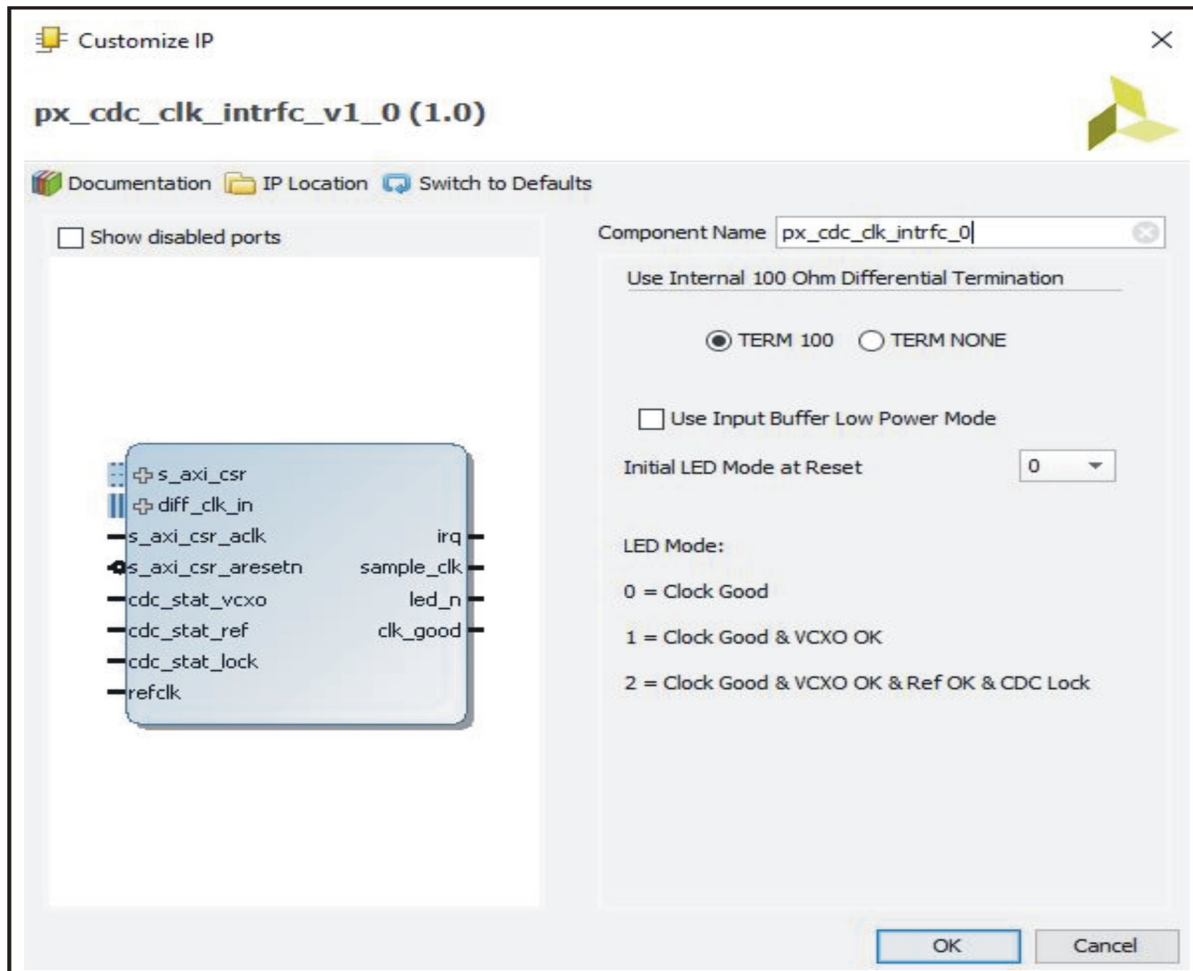 Customize IP
px_cdc_clk_intrfc_v1_0 (1.0)
Documentation IP Location Switch to Defaults
Show disabled ports
s_axi_csr
diff_clk_in
s_axi_csr_aclk irq
s_axi_csr_aresetn sample_clk
cdc_stat_vcxo led_n
cdc_stat_ref clk_good
cdc_stat_lock
refclk
Component Name px_cdc_clk_intrfc_0
Use Internal 100 Ohm Differential Termination
TERM 100 TERM NONE
Use Input Buffer Low Power Mode
Initial LED Mode at Reset 0
LED Mode:
0 = Clock Good
1 = Clock Good & VCXO OK
2 = Clock Good & VCXO OK & Ref OK & CDC Lock
OK Cancel